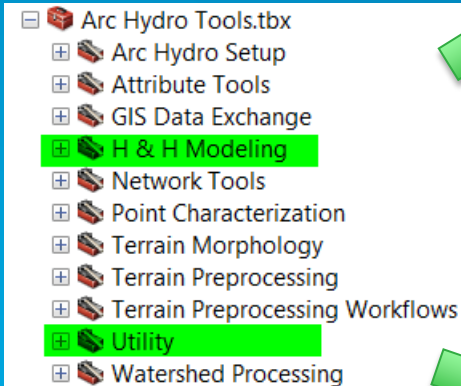 Arc Hydro Tools.tbx
Arc Hydro Setup
Attribute Tools
GIS Data Exchange
H & H Modeling
Network Tools
Point Characterization
Terrain Morphology
Terrain Preprocessing
Terrain Preprocessing Workflows
Utility
Watershed Processing